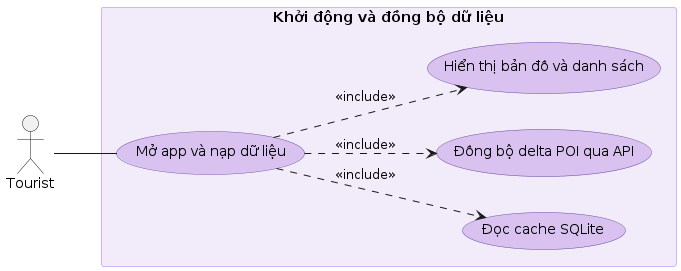 Khởi động và đồng bộ dữ liệu
Hiển thị bản đồ và danh sách
«include»
Mở app và nạp dữ liệu
«include»
Đồng bộ delta POI qua API
«include»
Đọc cache SQLite
Tourist